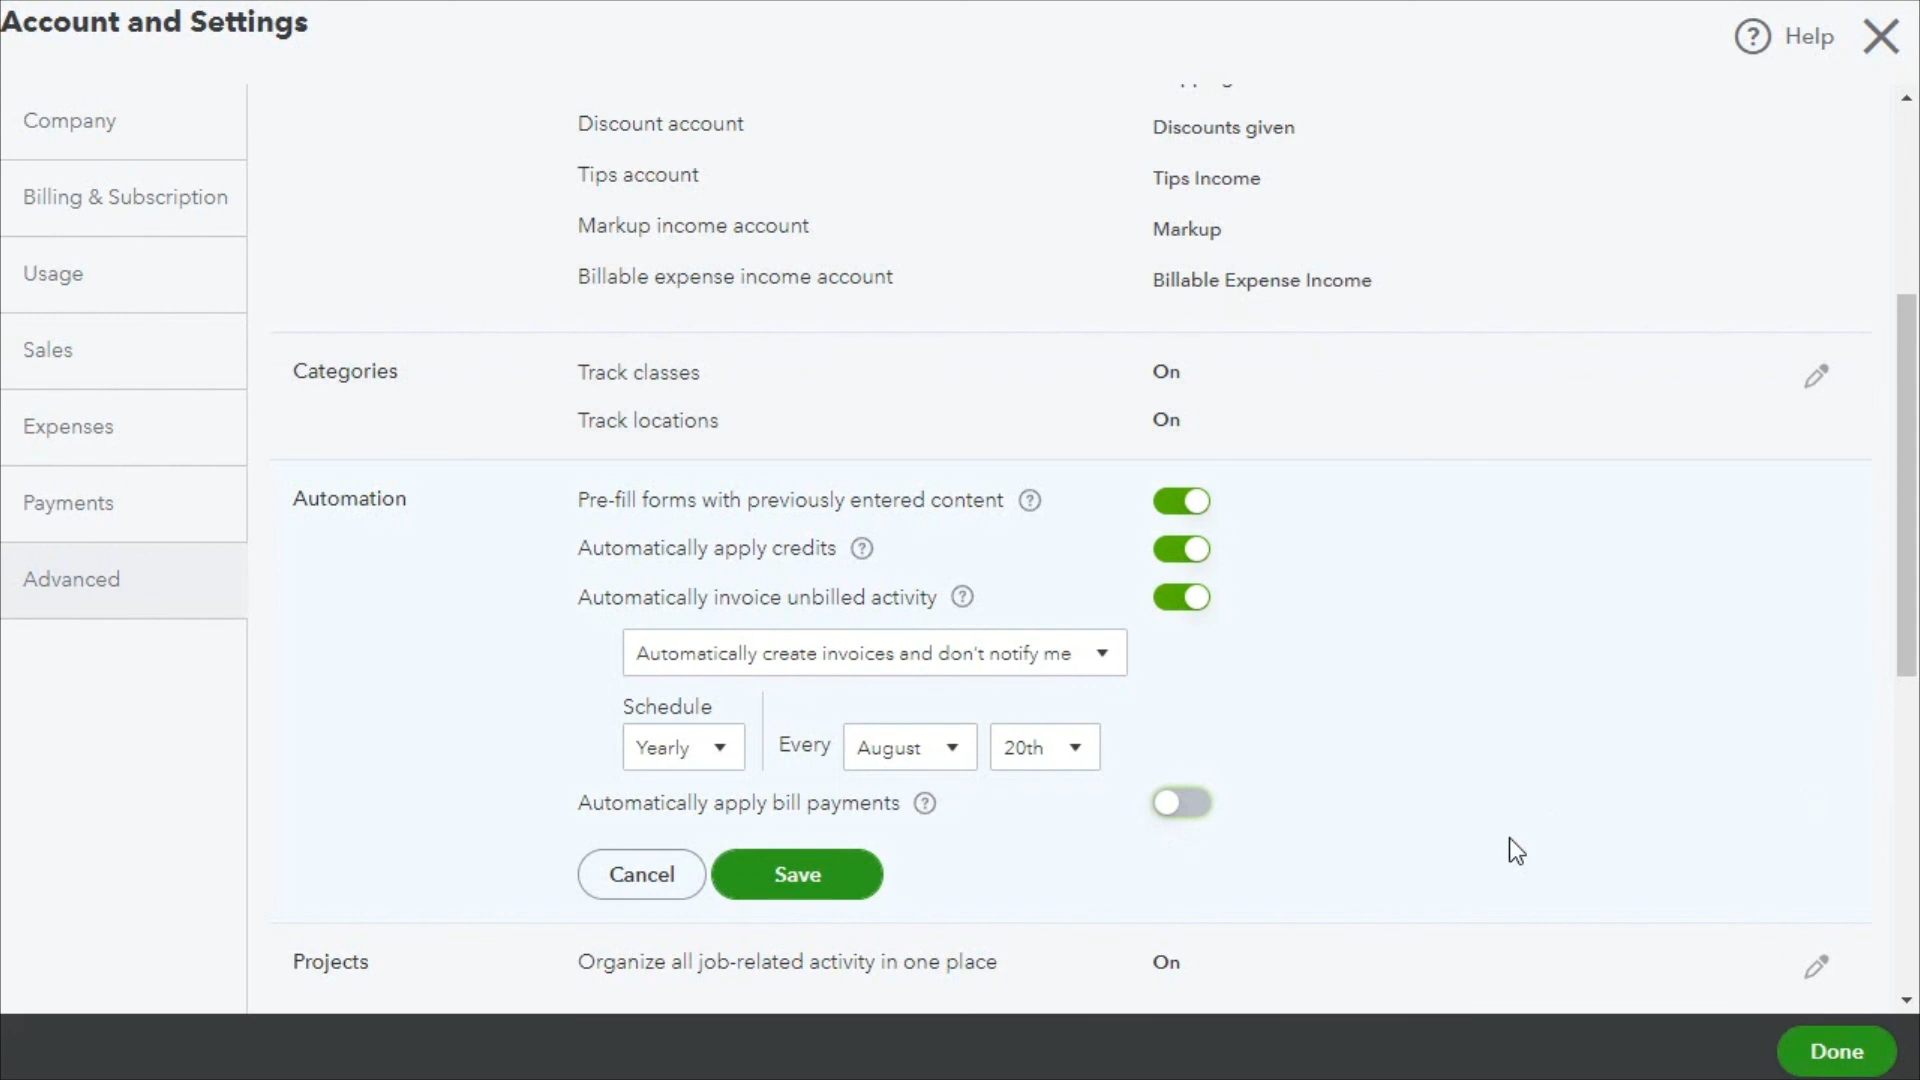 Account and Settings
? Help
Company
Billing & Subscription
Usage
Sales
Expenses
Payments
Advanced
Discount account Discounts given
Tips account Tips Income
Markup income account Markup
Billable expense income account Billable Expense Income
Categories Track classes On
Track locations On
Automation Pre-fill forms with previously entered content ?
Automatically apply credits ?
Automatically invoice unbilled activity ?
Automatically create invoices and don't notify me
Schedule
Yearly Every August 20th
Automatically apply bill payments ?
Cancel Save
Projects Organize all job-related activity in one place On
Done